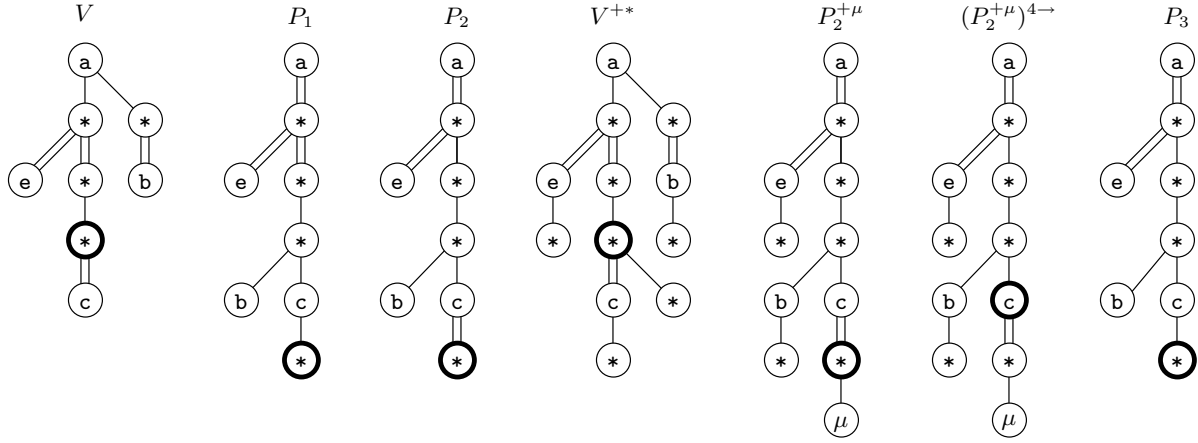 V P₁ P₂ V⁺* P₂⁺ᵘ (P₂⁺ᵘ)⁴→ P₃
a a a a a a a
* * * * * * * * *
e * b e * e * e * b e * e * e *
* * * * * * * * * * *
c b c b c c * b c b c b c
* * * * * * * *
μ μ